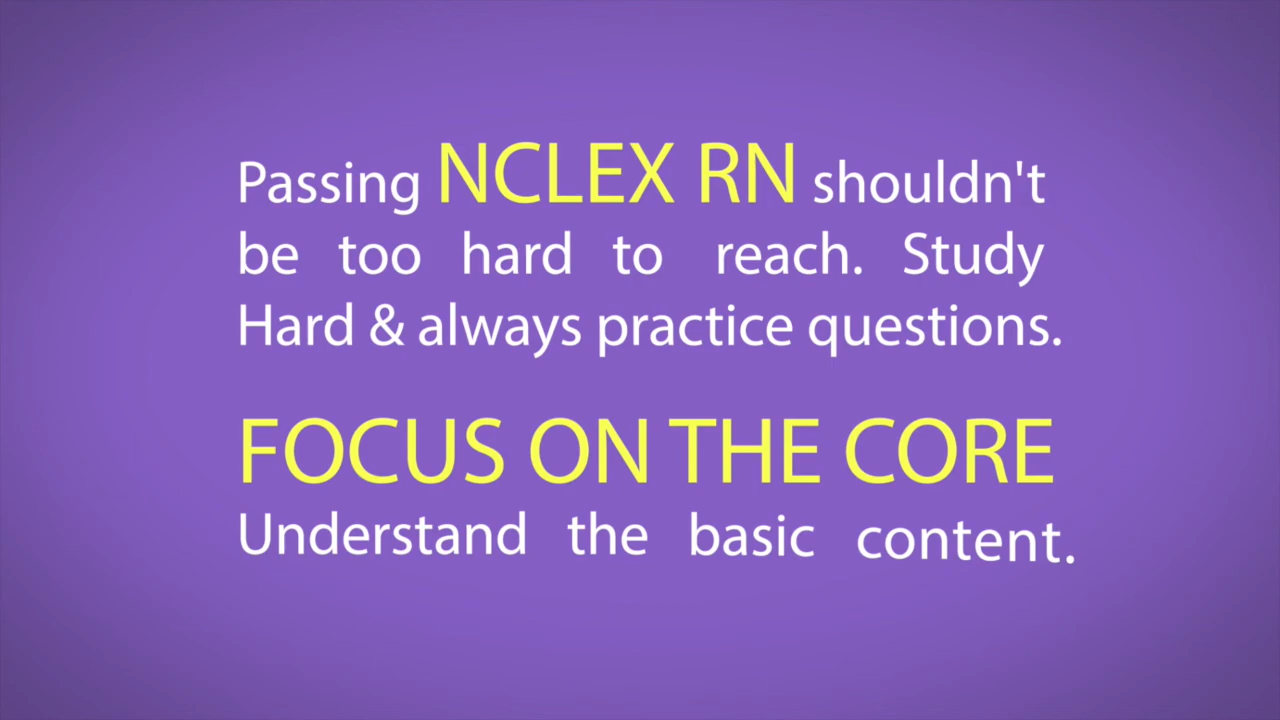 Passing NCLEX RN shouldn't
be too hard to reach. Study
Hard & always practice questions.
FOCUS ON THE CORE
Understand the basic content.